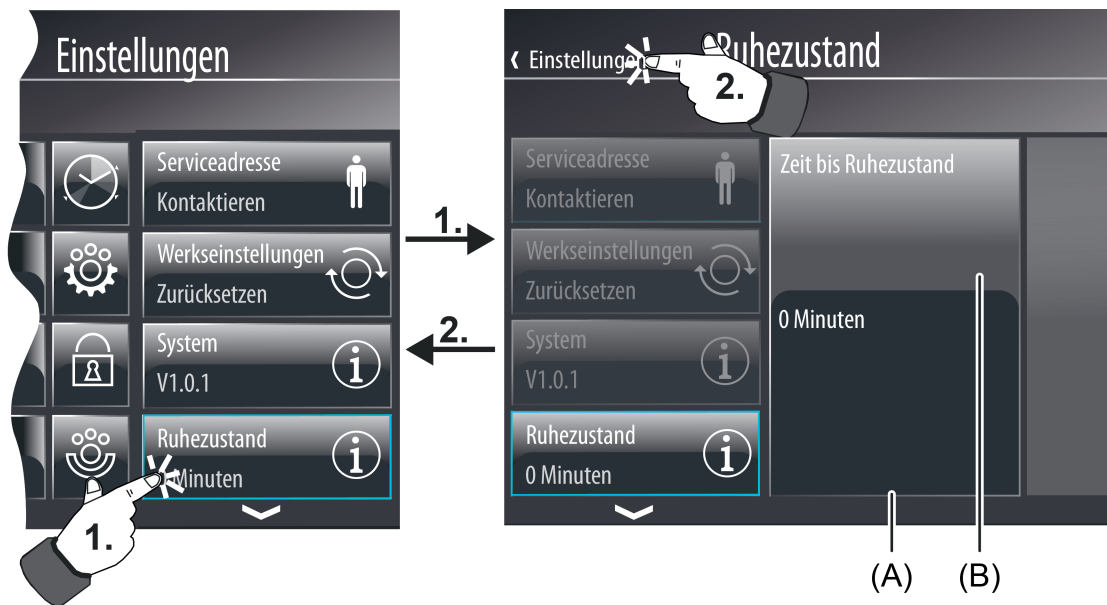 Einstellungen
Serviceadresse
Kontaktieren
Werkseinstellungen
Zurücksetzen
System
V1.0.1
Ruhezustand
Minuten
1.
1.
2.
‹ Einstellungen
Ruhezustand
2.
Serviceadresse
Kontaktieren
Werkseinstellungen
Zurücksetzen
System
V1.0.1
Ruhezustand
0 Minuten
Zeit bis Ruhezustand
0 Minuten
(A) (B)